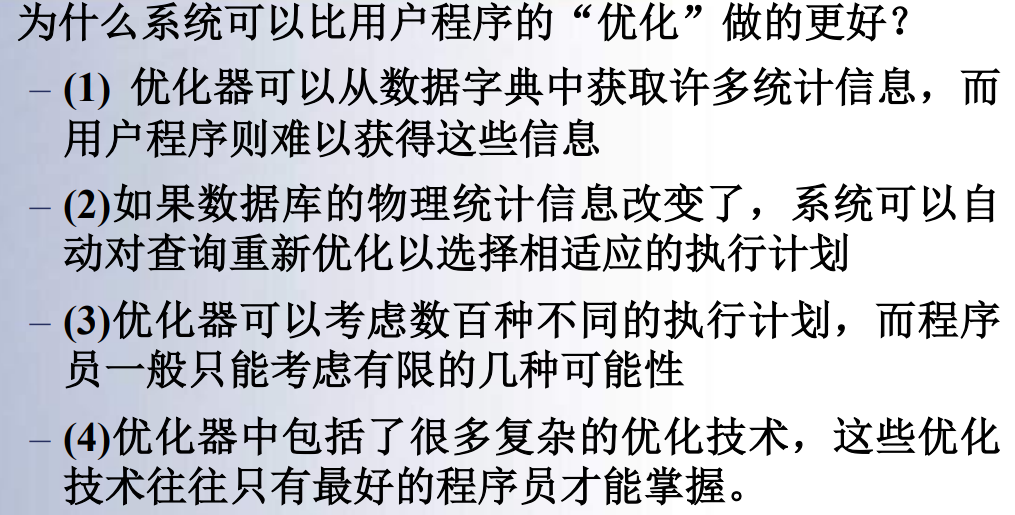 为什么系统可以比用户程序的“优化”做的更好？
– (1) 优化器可以从数据字典中获取许多统计信息，而
用户程序则难以获得这些信息
– (2)如果数据库的物理统计信息改变了，系统可以自
动对查询重新优化以选择相适应的执行计划
– (3)优化器可以考虑数百种不同的执行计划，而程序
员一般只能考虑有限的几种可能性
– (4)优化器中包括了很多复杂的优化技术，这些优化
技术往往只有最好的程序员才能掌握。